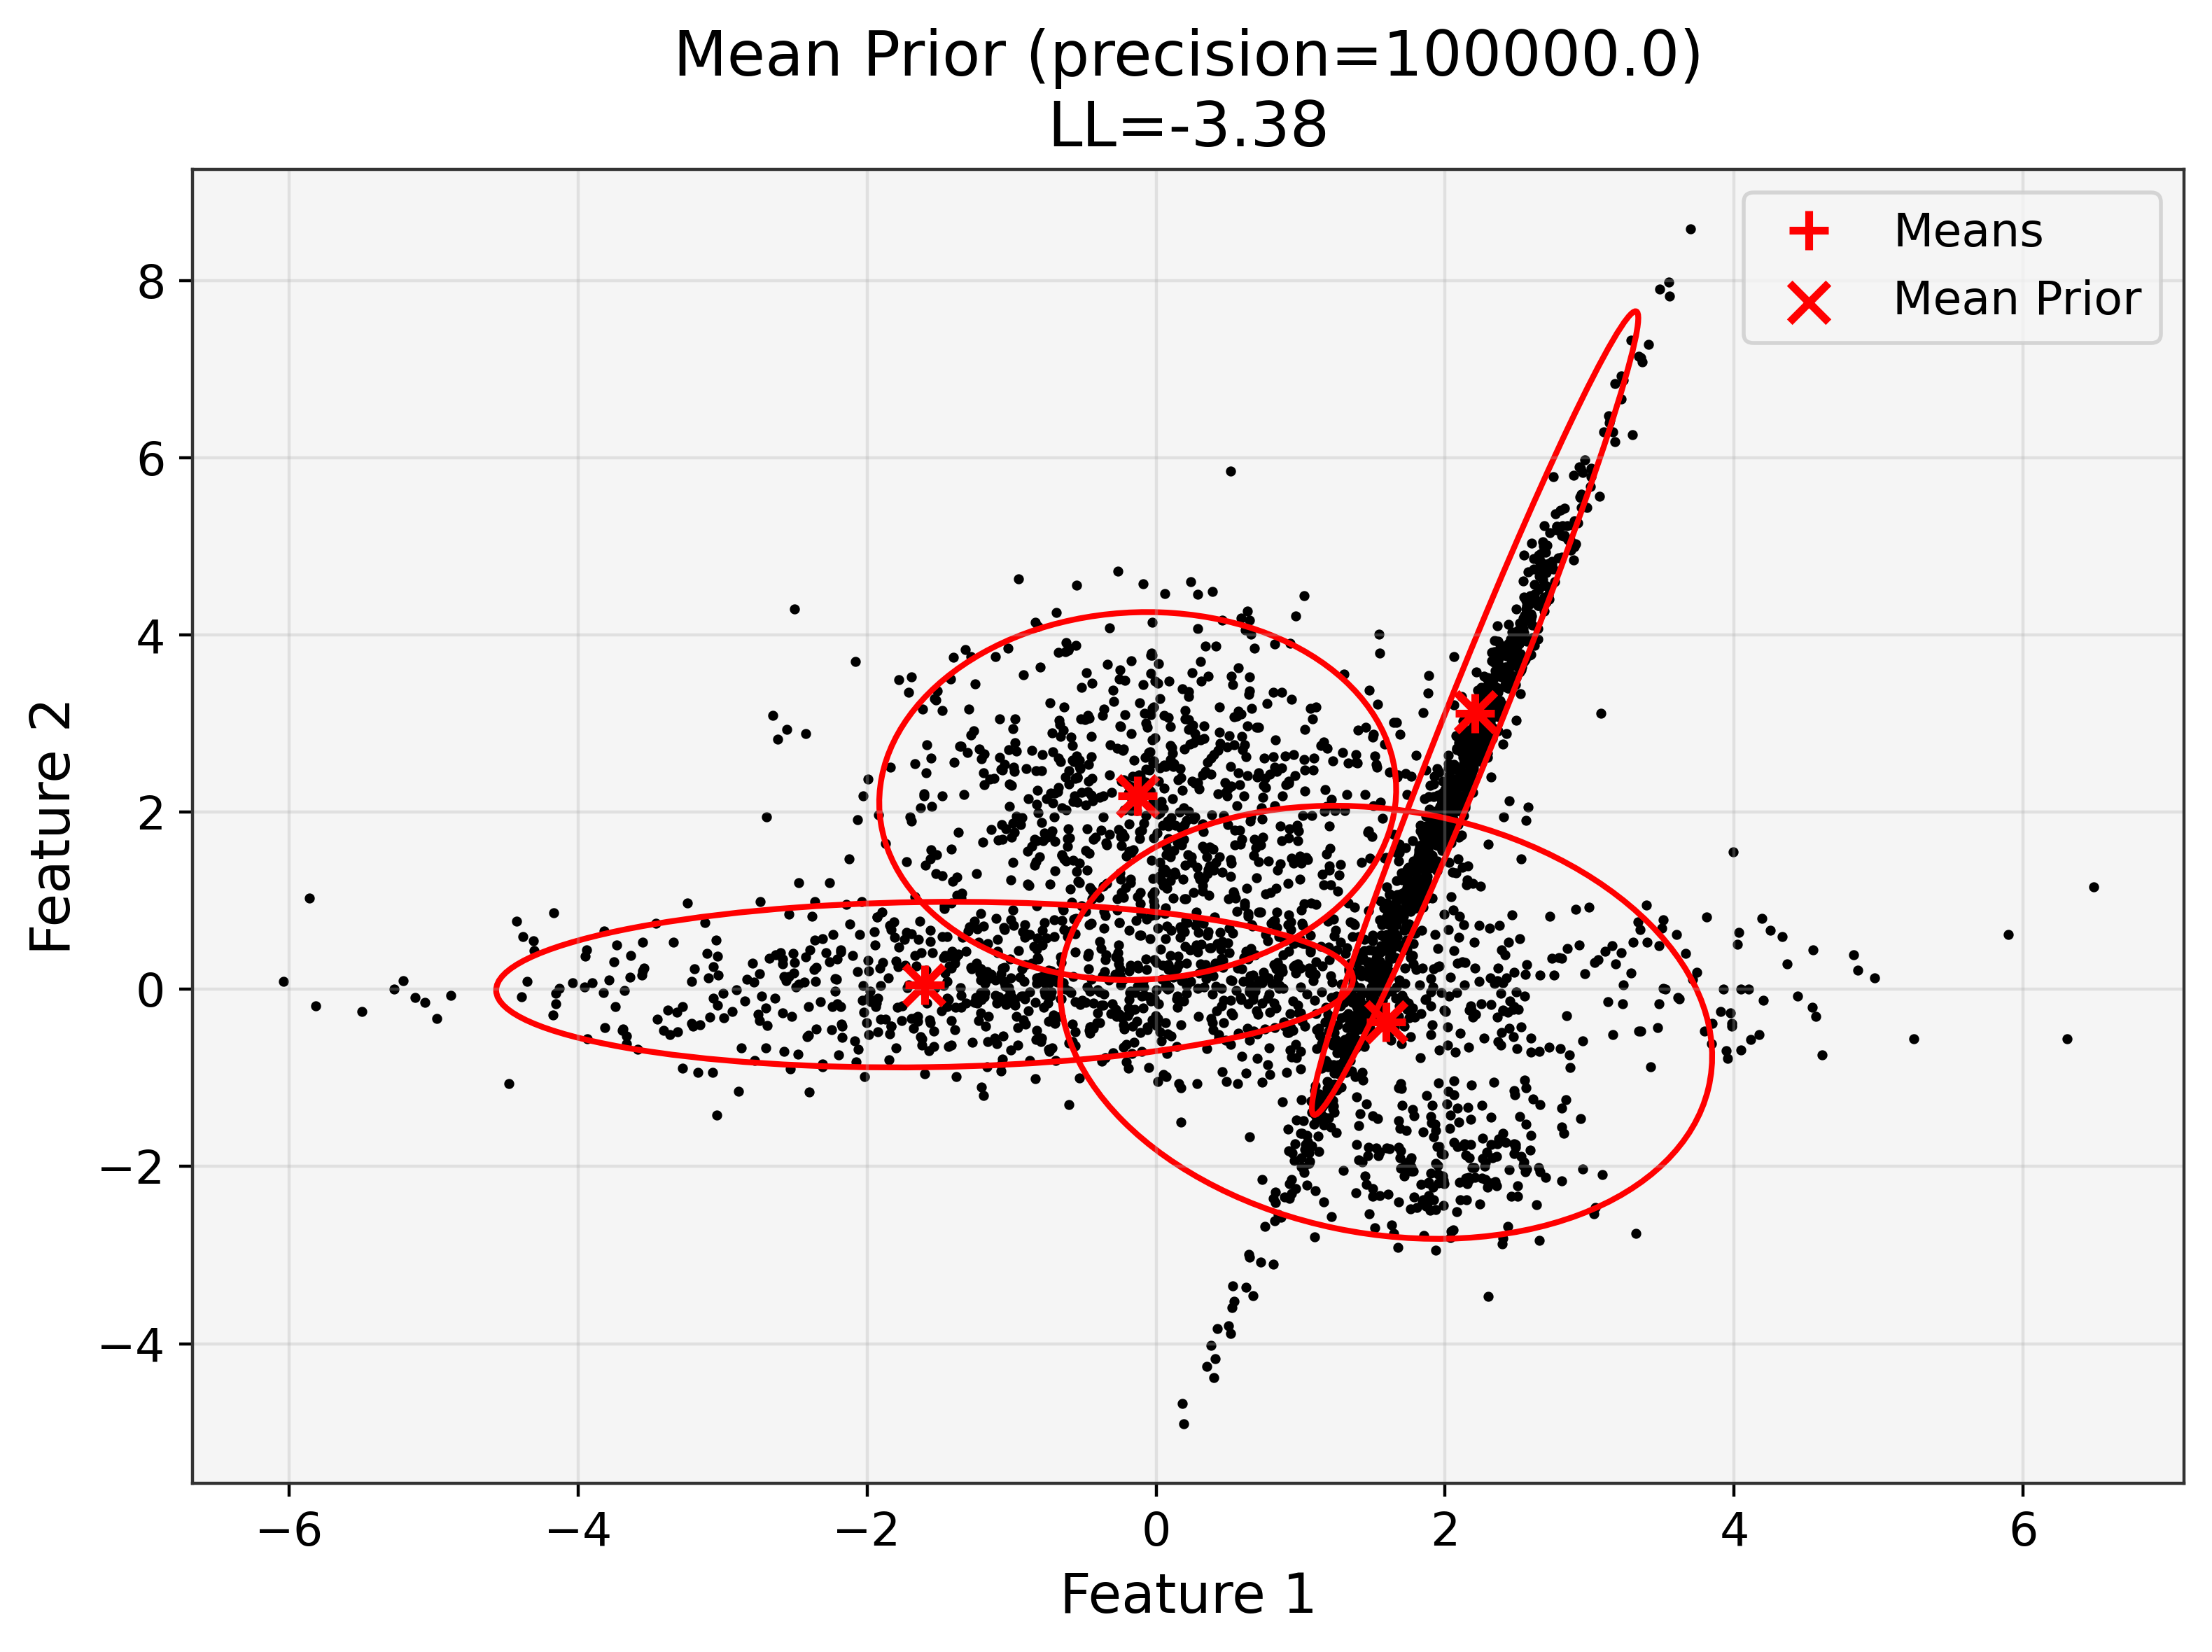 Mean Prior (precision=100000.0)
LL=-3.38
Means
Mean Prior
Feature 2
8
6
4
2
0
−2
−4
−6
−4
−2
0
2
4
6
Feature 1